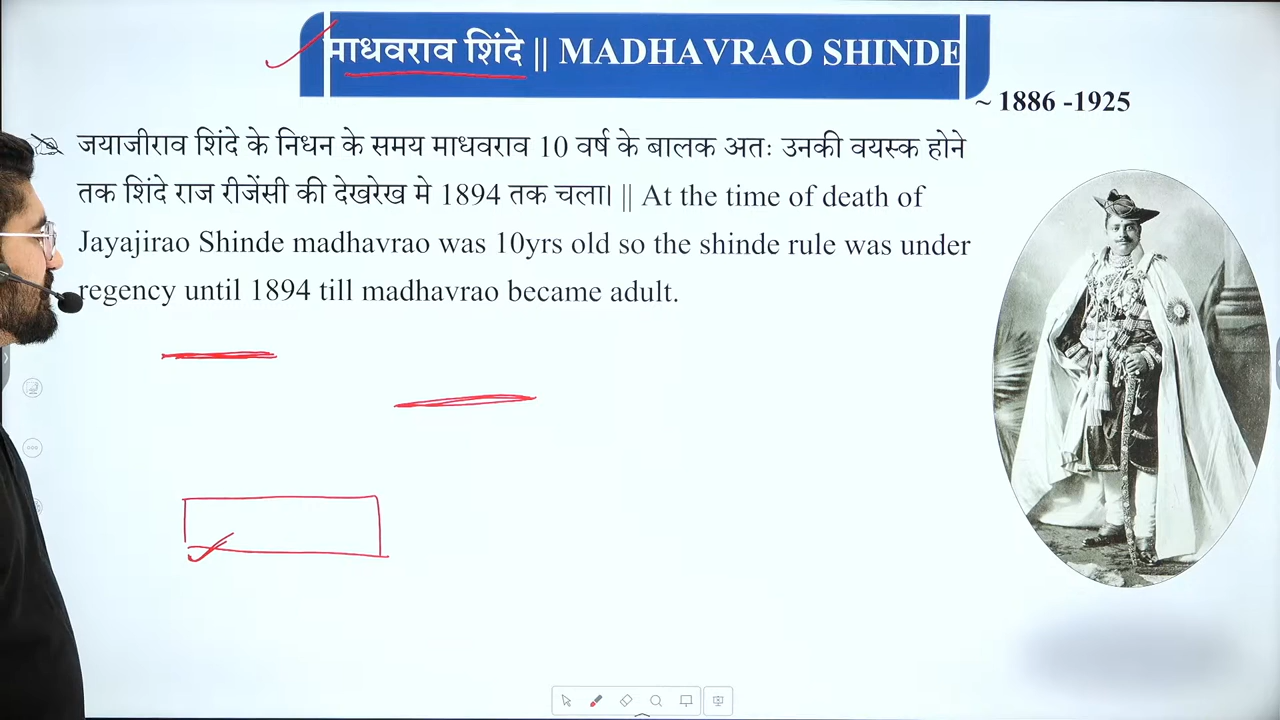 माधवराव शिंदे || MADHAVRAO SHINDE
~ 1886 -1925
जयाजीराव शिंदे के निधन के समय माधवराव 10 वर्ष के बालक अतः उनकी वयस्क होने
तक शिंदे राज रीजेंसी की देखरेख मे 1894 तक चला। || At the time of death of
Jayajirao Shinde madhavrao was 10yrs old so the shinde rule was under
regency until 1894 till madhavrao became adult.